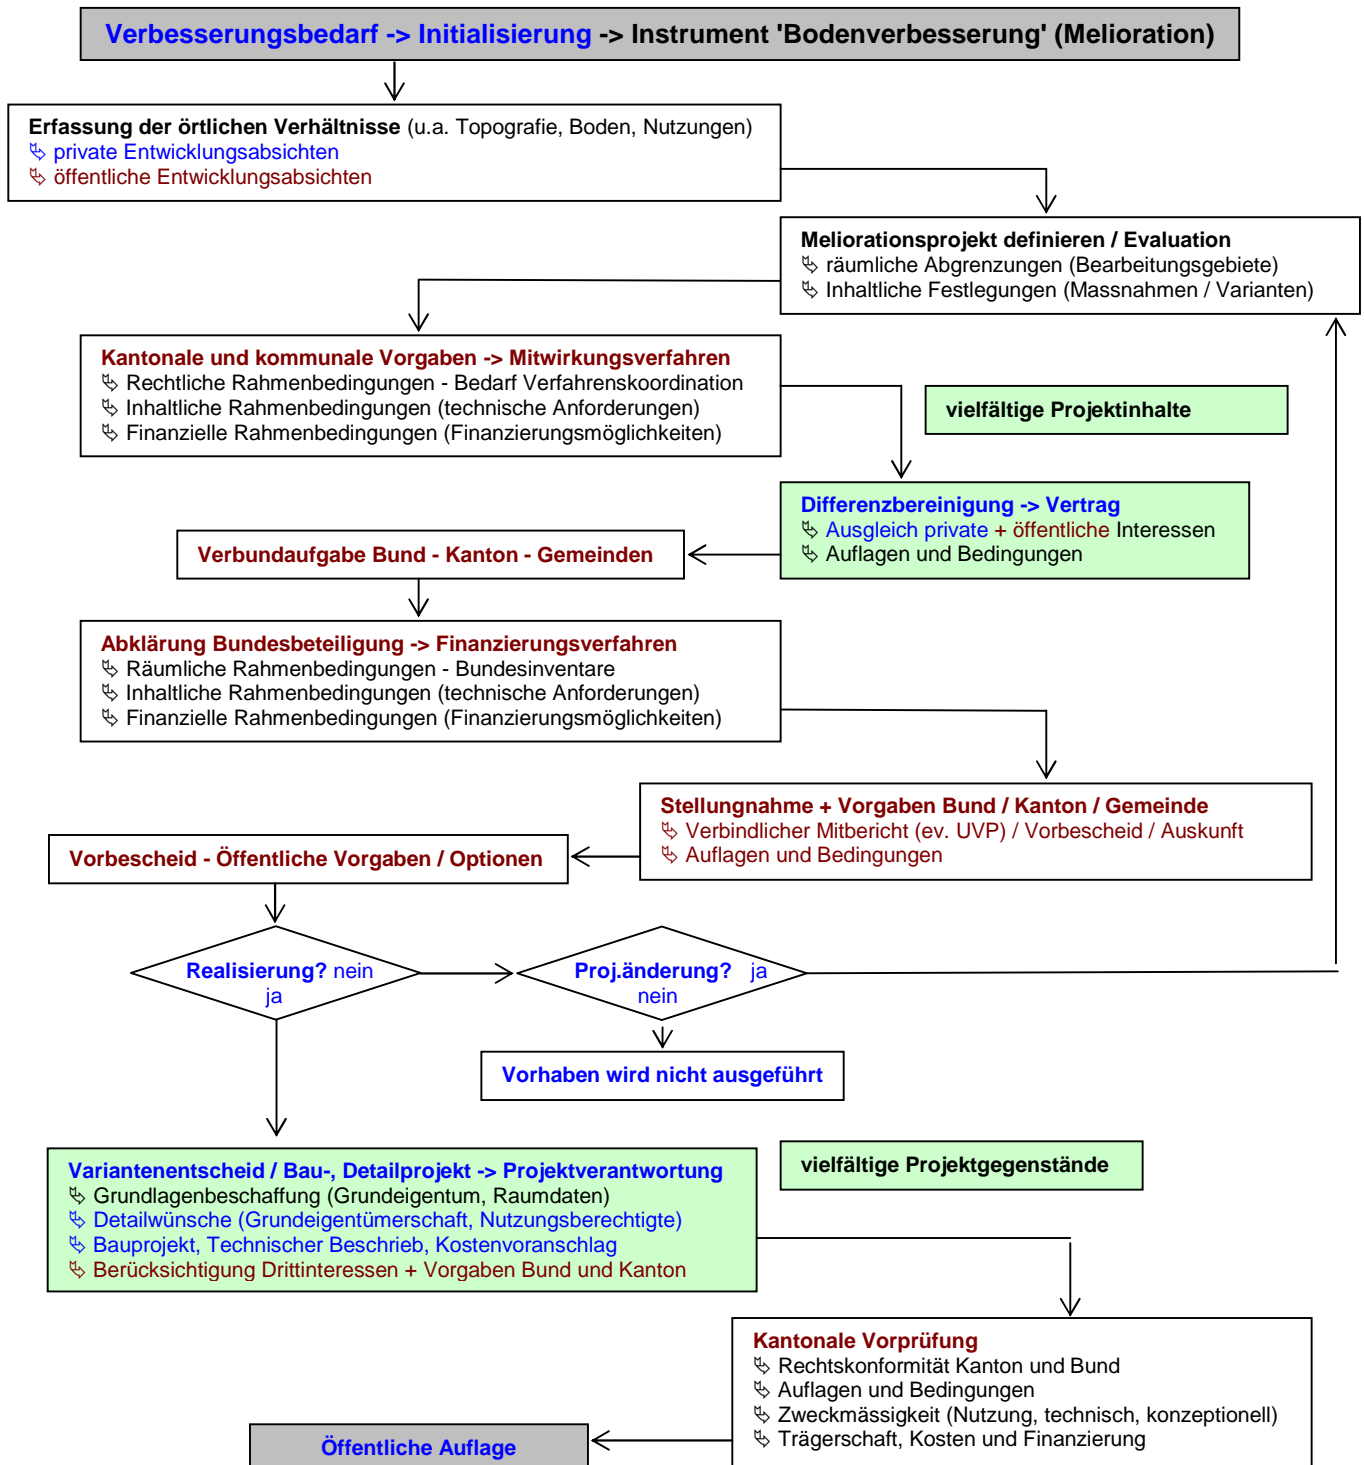 Verbesserungsbedarf -> Initialisierung -> Instrument 'Bodenverbesserung' (Melioration)
Erfassung der örtlichen Verhältnisse (u.a. Topografie, Boden, Nutzungen)
↳ private Entwicklungsabsichten
↳ öffentliche Entwicklungsabsichten
Meliorationsprojekt definieren / Evaluation
↳ räumliche Abgrenzungen (Bearbeitungsgebiete)
↳ Inhaltliche Festlegungen (Massnahmen / Varianten)
Kantonale und kommunale Vorgaben -> Mitwirkungsverfahren
↳ Rechtliche Rahmenbedingungen - Bedarf Verfahrenskoordination
↳ Inhaltliche Rahmenbedingungen (technische Anforderungen)
↳ Finanzielle Rahmenbedingungen (Finanzierungsmöglichkeiten)
vielfältige Projektinhalte
Differenzbereinigung -> Vertrag
↳ Ausgleich private + öffentliche Interessen
↳ Auflagen und Bedingungen
Verbundaufgabe Bund - Kanton - Gemeinden
Abklärung Bundesbeteiligung -> Finanzierungsverfahren
↳ Räumliche Rahmenbedingungen - Bundesinventare
↳ Inhaltliche Rahmenbedingungen (technische Anforderungen)
↳ Finanzielle Rahmenbedingungen (Finanzierungsmöglichkeiten)
Stellungnahme + Vorgaben Bund / Kanton / Gemeinde
↳ Verbindlicher Mitbericht (ev. UVP) / Vorbescheid / Auskunft
↳ Auflagen und Bedingungen
Vorbescheid - Öffentliche Vorgaben / Optionen
Realisierung? nein
ja
Proj.änderung? ja
nein
Vorhaben wird nicht ausgeführt
Variantenentscheid / Bau-, Detailprojekt -> Projektverantwortung
↳ Grundlagenbeschaffung (Grundeigentum, Raumdaten)
↳ Detailwünsche (Grundeigentümerschaft, Nutzungsberechtigte)
↳ Bauprojekt, Technischer Beschrieb, Kostenvoranschlag
↳ Berücksichtigung Drittinteressen + Vorgaben Bund und Kanton
vielfältige Projektgegenstände
Kantonale Vorprüfung
↳ Rechtskonformität Kanton und Bund
↳ Auflagen und Bedingungen
↳ Zweckmässigkeit (Nutzung, technisch, konzeptionell)
↳ Trägerschaft, Kosten und Finanzierung
Öffentliche Auflage